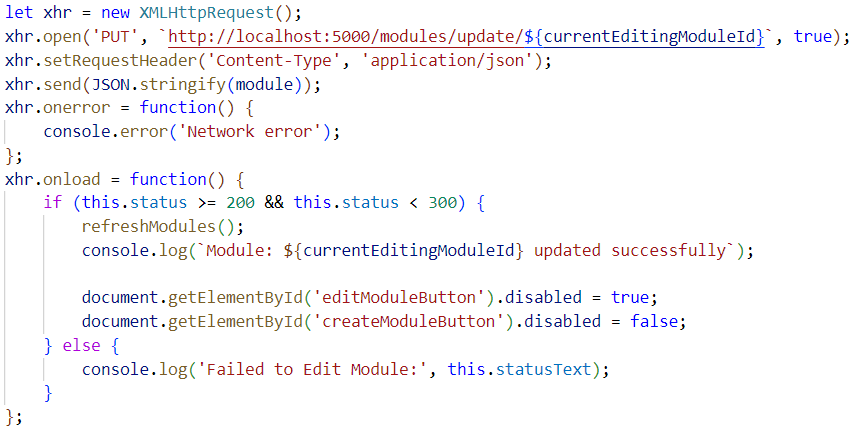 let xhr = new XMLHttpRequest();
xhr.open('PUT', `http://localhost:5000/modules/update/${currentEditingModuleId}`, true);
xhr.setRequestHeader('Content-Type', 'application/json');
xhr.send(JSON.stringify(module));
xhr.onerror = function() {
    console.error('Network error');
};
xhr.onload = function() {
    if (this.status >= 200 && this.status < 300) {
        refreshModules();
        console.log(`Module: ${currentEditingModuleId} updated successfully`);

        document.getElementById('editModuleButton').disabled = true;
        document.getElementById('createModuleButton').disabled = false;
    } else {
        console.log('Failed to Edit Module:', this.statusText);
    }
};